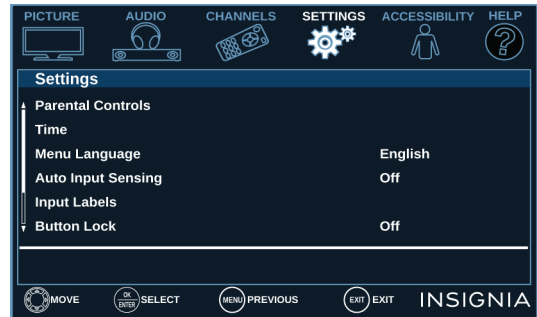 PICTURE AUDIO CHANNELS SETTINGS ACCESSIBILITY HELP
Settings
Parental Controls
Time
Menu Language English
Auto Input Sensing Off
Input Labels
Button Lock Off
MOVE OK ENTER SELECT MENU PREVIOUS EXIT EXIT INSIGNIA